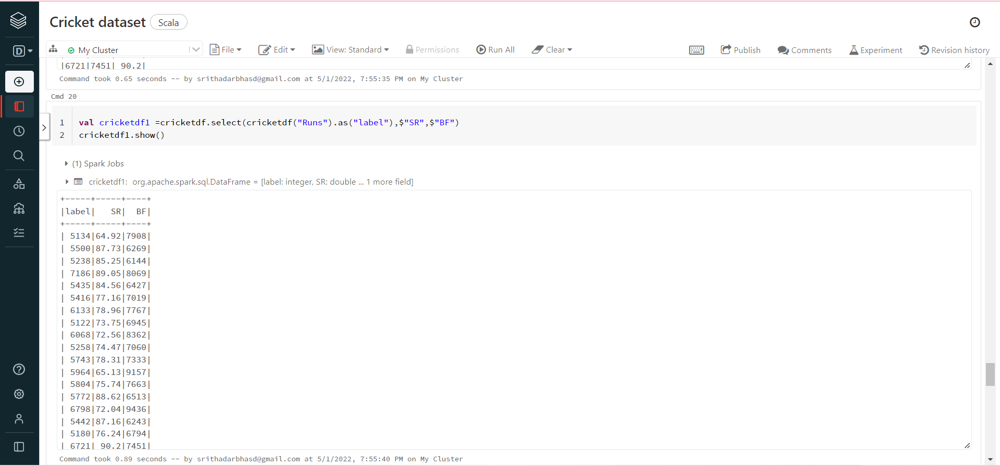 Cricket dataset Scala
D
My Cluster File Edit View: Standard Permissions Run All Clear Publish Comments Experiment Revision history
|6721|7451| 90.2|
Command took 0.65 seconds -- by srithadarbhasd@gmail.com at 5/1/2022, 7:55:35 PM on My Cluster
Cmd 20
1 val cricketdf1 =cricketdf.select(cricketdf("Runs").as("label"),$"SR",$"BF")
2 cricketdf1.show()
(1) Spark Jobs
cricketdf1: org.apache.spark.sql.DataFrame = [label: integer, SR: double ... 1 more field]
+-----+-----+----+
|label|   SR|  BF|
+-----+-----+----+
| 5134|64.92|7908|
| 5500|87.73|6269|
| 5238|85.25|6144|
| 7186|89.05|8069|
| 5435|84.56|6427|
| 5416|77.16|7019|
| 6133|78.96|7767|
| 5122|73.75|6945|
| 6068|72.56|8362|
| 5258|74.47|7060|
| 5743|78.31|7333|
| 5964|65.13|9157|
| 5804|75.74|7663|
| 5772|88.62|6513|
| 6798|72.04|9436|
| 5442|87.16|6243|
| 5180|76.24|6794|
| 6721| 90.2|7451|
Command took 0.89 seconds -- by srithadarbhasd@gmail.com at 5/1/2022, 7:55:40 PM on My Cluster